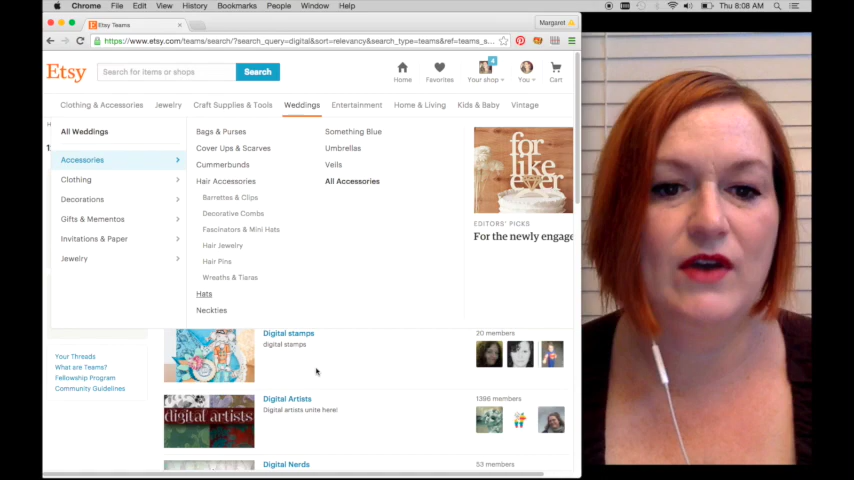 Chrome File Edit View History Bookmarks People Window Help
Thu 8:08 AM
Etsy Teams
Margaret
https://www.etsy.com/teams/search/?search_query=digital&sort=relevancy&search_type=teams&ref=teams_s...
Etsy
Search for items or shops
Search
4
Home
Favorites
Your shop
You
Cart
Clothing & Accessories
Jewelry
Craft Supplies & Tools
Weddings
Entertainment
Home & Living
Kids & Baby
Vintage
All Weddings
Accessories
Clothing
Decorations
Gifts & Mementos
Invitations & Paper
Jewelry
Bags & Purses
Cover Ups & Scarves
Cummerbunds
Hair Accessories
Barrettes & Clips
Decorative Combs
Fascinators & Mini Hats
Hair Jewelry
Hair Pins
Wreaths & Tiaras
Hats
Neckties
Something Blue
Umbrellas
Veils
All Accessories
for
like
ever
EDITORS' PICKS
For the newly engage
Your Threads
What are Teams?
Fellowship Program
Community Guidelines
Digital stamps
digital stamps
20 members
digital artists
Digital Artists
Digital artists unite here!
1396 members
Digital Nerds
53 members